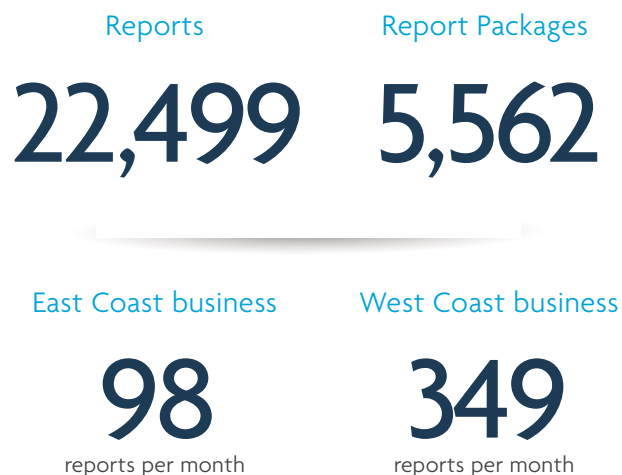 Reports
Report Packages
22,499
5,562
East Coast business
West Coast business
98
349
reports per month
reports per month